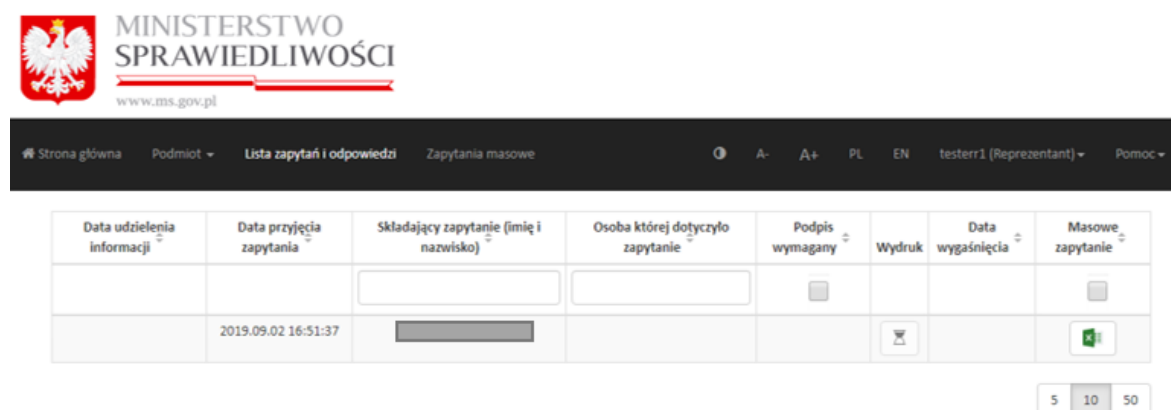 MINISTERSTWO
SPRAWIEDLIWOŚCI
www.ms.gov.pl
Strona główna Podmiot Lista zapytań i odpowiedzi Zapytania masowe A- A+ PL EN testerr1 (Reprezentant) Pomoc
Data udzielenia informacji Data przyjęcia zapytania Składający zapytanie (imię i nazwisko) Osoba której dotyczyło zapytanie Podpis wymagany Wydruk Data wygaśnięcia Masowe zapytanie
2019.09.02 16:51:37
5 10 50